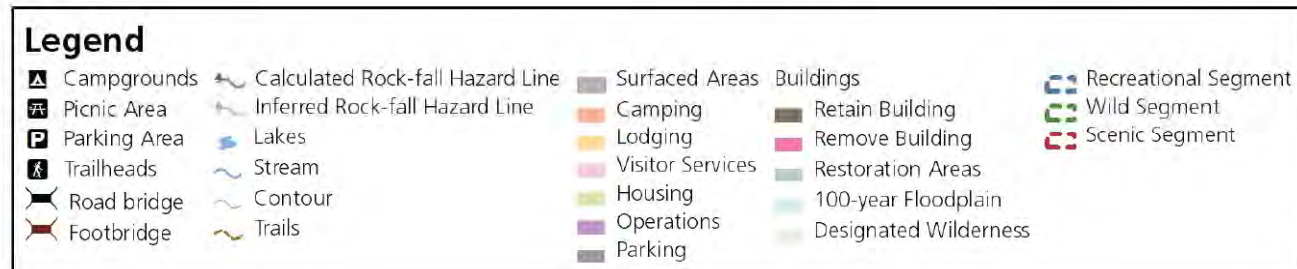 Legend
Campgrounds
Picnic Area
P Parking Area
Trailheads
Road bridge
Footbridge
Calculated Rock-fall Hazard Line
Inferred Rock-fall Hazard Line
Lakes
Stream
Contour
Trails
Surfaced Areas
Camping
Lodging
Visitor Services
Housing
Operations
Parking
Buildings
Retain Building
Remove Building
Restoration Areas
100-year Floodplain
Designated Wilderness
Recreational Segment
Wild Segment
Scenic Segment